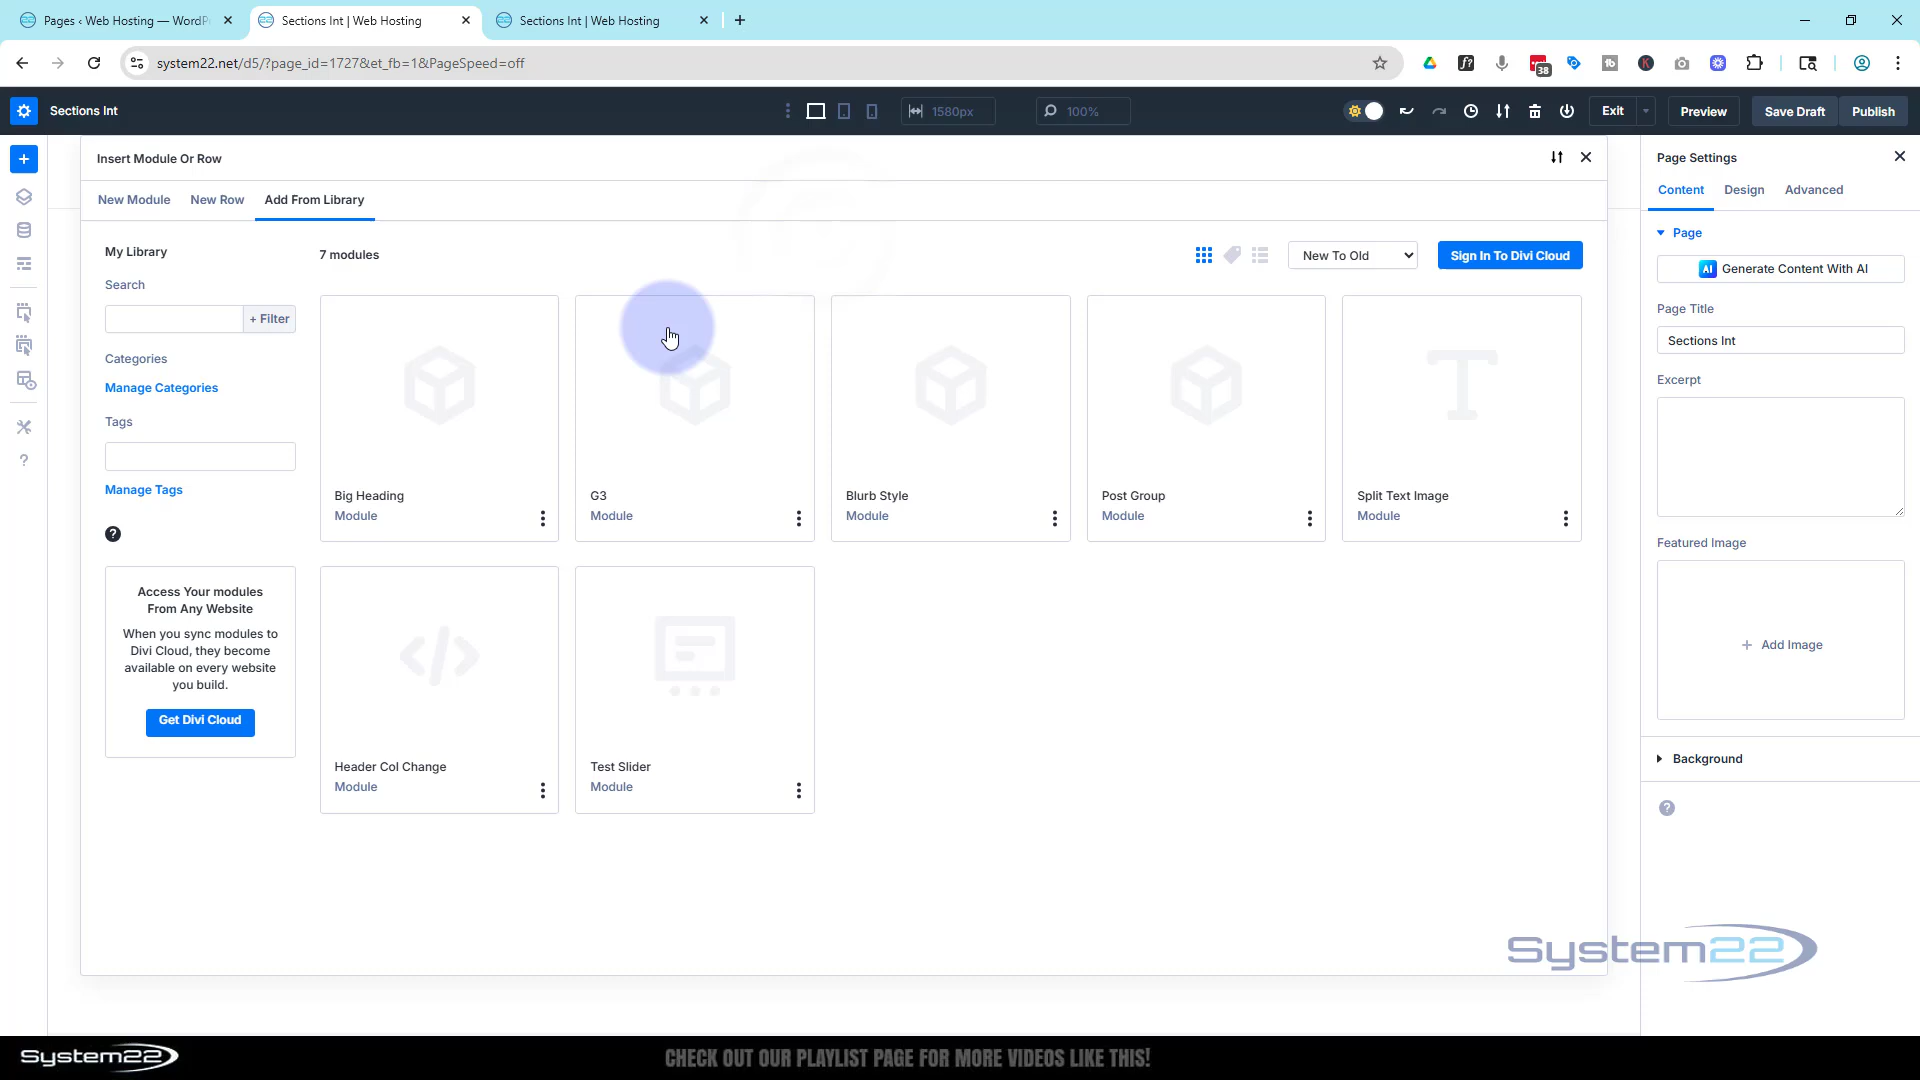 Pages ‹ Web Hosting — WordP
Sections Int | Web Hosting
Sections Int | Web Hosting
system22.net/d5/?page_id=1727&et_fb=1&PageSpeed=off
38
Sections Int
1580px
100%
Exit
Preview
Save Draft
Publish
Insert Module Or Row
New Module
New Row
Add From Library
My Library
7 modules
New To Old
Sign In To Divi Cloud
Search
+ Filter
Categories
Manage Categories
Tags
Manage Tags
Access Your modules
From Any Website
When you sync modules to
Divi Cloud, they become
available on every website
you build.
Get Divi Cloud
Big Heading
Module
G3
Module
Blurb Style
Module
Post Group
Module
Split Text Image
Module
Header Col Change
Module
Test Slider
Module
Page Settings
Content
Design
Advanced
Page
AI Generate Content With AI
Page Title
Sections Int
Excerpt
Featured Image
+ Add Image
Background
System22
System22
CHECK OUT OUR PLAYLIST PAGE FOR MORE VIDEOS LIKE THIS!